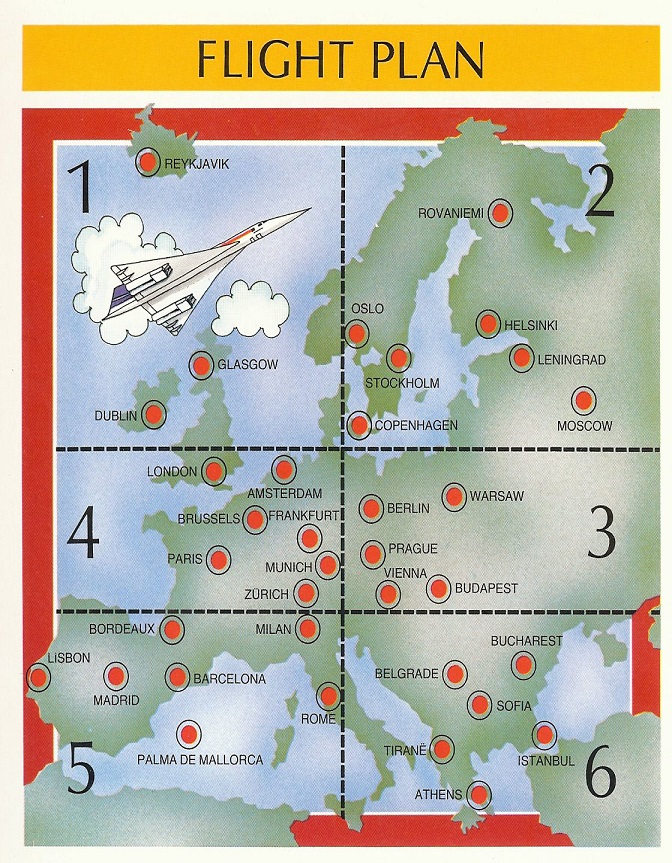 FLIGHT PLAN
1
2
REYKJAVIK
ROVANIEMI
OSLO
HELSINKI
LENINGRAD
STOCKHOLM
GLASGOW
MOSCOW
DUBLIN
COPENHAGEN
4
3
LONDON
AMSTERDAM
BRUSSELS
FRANKFURT
PARIS
MUNICH
ZÜRICH
WARSAW
BERLIN
PRAGUE
VIENNA
BUDAPEST
BORDEAUX
MILAN
LISBON
MADRID
BARCELONA
ROME
PALMA DE MALLORCA
5
BUCHAREST
BELGRADE
SOFIA
TIRANË
ISTANBUL
ATHENS
6